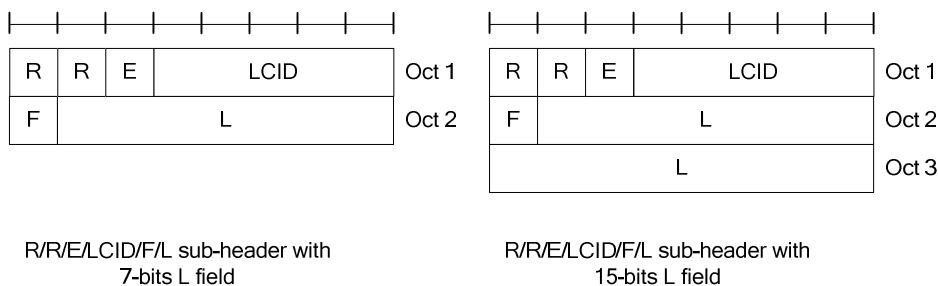 R R E LCID Oct 1
F L Oct 2
R/R/E/LCID/F/L sub-header with
7-bits L field
R R E LCID Oct 1
F L Oct 2
L Oct 3
R/R/E/LCID/F/L sub-header with
15-bits L field